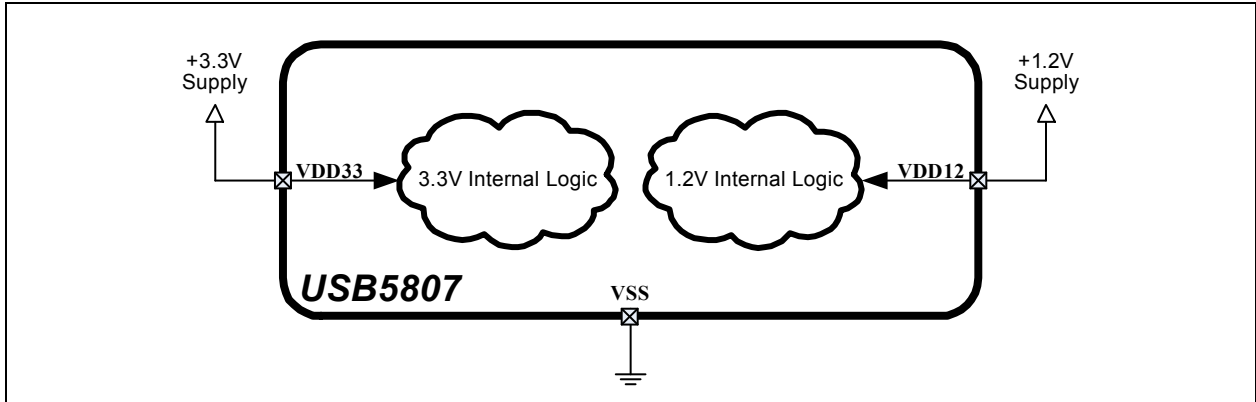 +3.3V
Supply
+1.2V
Supply
VDD33
3.3V Internal Logic
1.2V Internal Logic
VDD12
USB5807
VSS